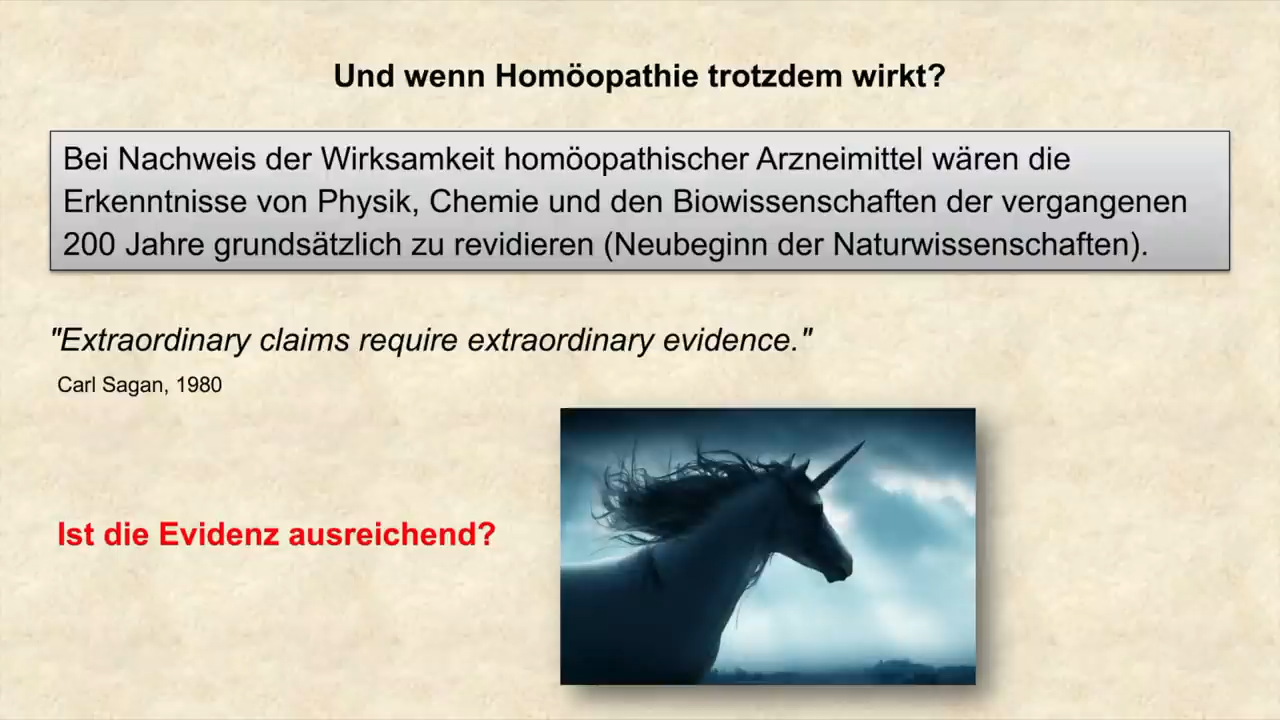 Und wenn Homöopathie trotzdem wirkt?
Bei Nachweis der Wirksamkeit homöopathischer Arzneimittel wären die
Erkenntnisse von Physik, Chemie und den Biowissenschaften der vergangenen
200 Jahre grundsätzlich zu revidieren (Neubeginn der Naturwissenschaften).
"Extraordinary claims require extraordinary evidence."
Carl Sagan, 1980
Ist die Evidenz ausreichend?